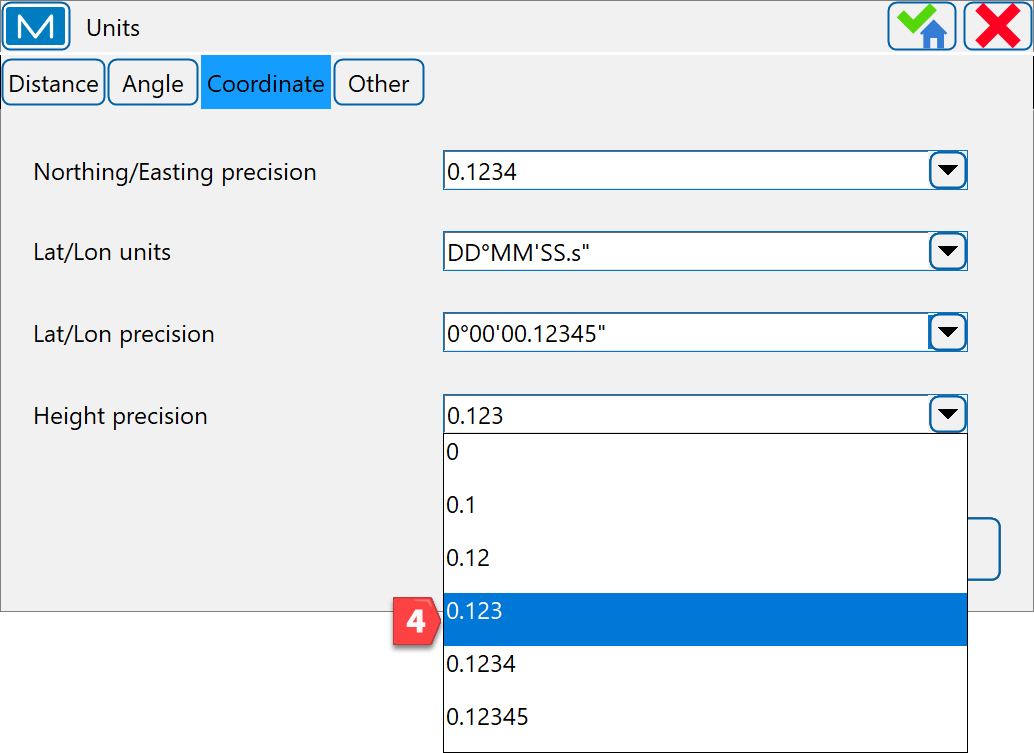 M Units
Distance Angle Coordinate Other
Northing/Easting precision 0.1234
Lat/Lon units DD°MM'SS.s"
Lat/Lon precision 0°00'00.12345"
Height precision 0.123
0
0.1
0.12
4 0.123
0.1234
0.12345